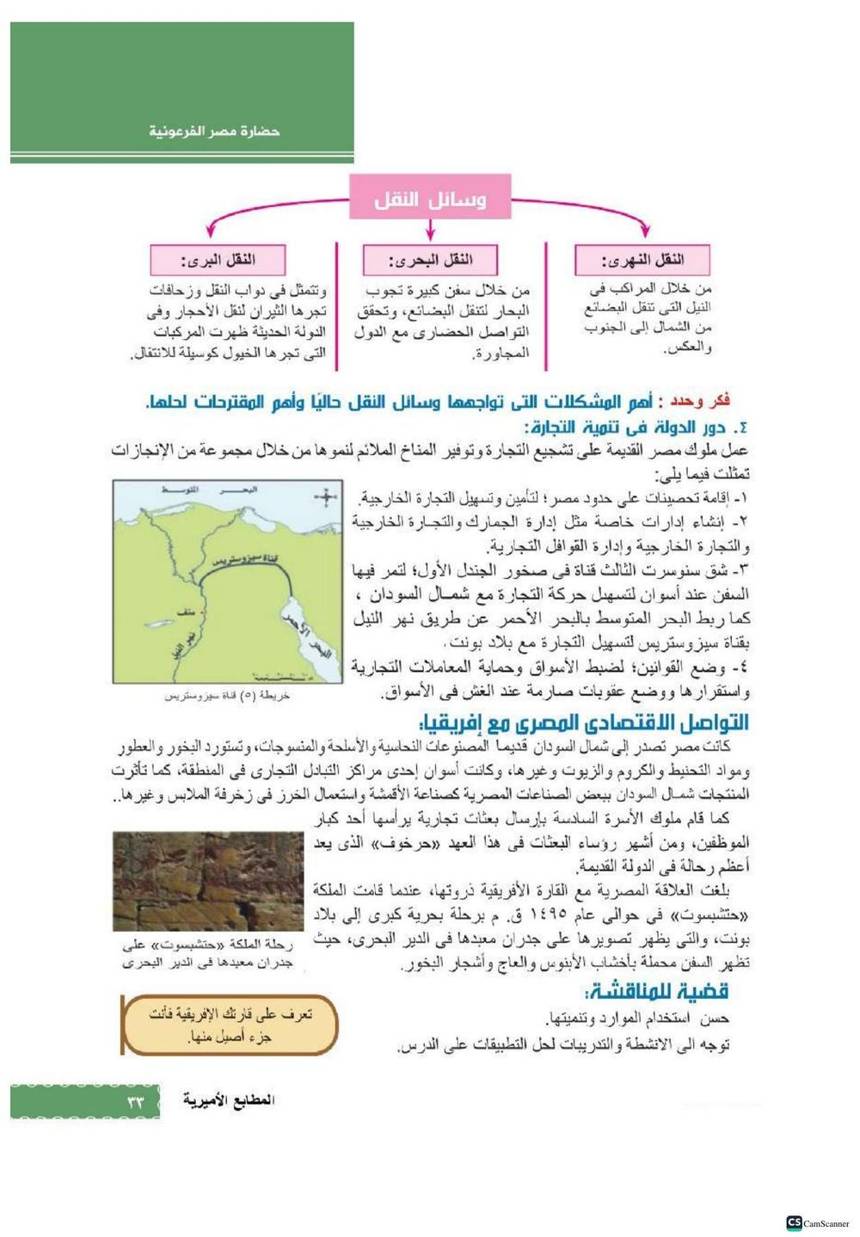 حضارة مصر الفرعونية
وسائل النقل
النقل النهرى:
من خلال المراكب فى
النيل التى تنقل البضائع
من الشمال إلى الجنوب
والعكس.
النقل البحرى:
من خلال سفن كبيرة تجوب
البحار لتنقل البضائع، وتحقق
التواصل الحضارى مع الدول
المجاورة.
النقل البرى:
وتتمثل فى دواب النقل وزحافات
تجرها الثيران لنقل الأحجار وفى
الدولة الحديثة ظهرت المركبات
التى تجرها الخيول كوسيلة للانتقال.
فكر وحدد : أهم المشكلات التى تواجهها وسائل النقل حاليًا وأهم المقترحات لحلها.
٤. دور الدولة فى تنمية التجارة:
عمل ملوك مصر القديمة على تشجيع التجارة وتوفير المناخ الملائم لنموها من خلال مجموعة من الإنجازات
تمثلت فيما يلى:
١- إقامة تحصينات على حدود مصر؛ لتأمين وتسهيل التجارة الخارجية.
٢- إنشاء إدارات خاصة مثل إدارة الجمارك والتجارة الخارجية
والتجارة الخارجية وإدارة القوافل التجارية.
٣- شق سنوسرت الثالث قناة فى صخور الجندل الأول؛ لتمر فيها
السفن عند أسوان لتسهيل حركة التجارة مع شمال السودان ،
كما ربط البحر المتوسط بالبحر الأحمر عن طريق نهر النيل
بقناة سيزوستريس لتسهيل التجارة مع بلاد بونت.
٤- وضع القوانين؛ لضبط الأسواق وحماية المعاملات التجارية
واستقرارها ووضع عقوبات صارمة عند الغش فى الأسواق.
البحر المتوسط
قناة سيزوستريس
منف
نهر النيل
البحر الأحمر
خريطة (٥) قناة سيزوستريس
التواصل الاقتصادى المصرى مع إفريقيا:
كانت مصر تصدر إلى شمال السودان قديما المصنوعات النحاسية والأسلحة والمنسوجات، وتستورد البخور والعطور
ومواد التحنيط والكروم والزيوت وغيرها، وكانت أسوان إحدى مراكز التبادل التجارى فى المنطقة، كما تأثرت
المنتجات شمال السودان ببعض الصناعات المصرية كصناعة الأقمشة واستعمال الخرز فى زخرفة الملابس وغيرها..
كما قام ملوك الأسرة السادسة بإرسال بعثات تجارية يرأسها أحد كبار
الموظفين، ومن أشهر رؤساء البعثات فى هذا العهد «حرخوف» الذى يعد
أعظم رحالة فى الدولة القديمة.
بلغت العلاقة المصرية مع القارة الأفريقية ذروتها، عندما قامت الملكة
«حتشبسوت» في حوالى عام ١٤٩٥ ق. م برحلة بحرية كبرى إلى بلاد
بونت، والتى يظهر تصويرها على جدران معبدها فى الدير البحرى، حيث
تظهر السفن محملة بأخشاب الأبنوس والعاج وأشجار البخور.
رحلة الملكة «حتشبسوت» على
جدران معبدها فى الدير البحرى
قضية للمناقشة:
حسن استخدام الموارد وتنميتها.
توجه الى الانشطة والتدريبات لحل التطبيقات على الدرس.
تعرف على قارتك الإفريقية فأنت
جزء أصيل منها.
المطابع الأميرية
٣٣
CS CamScanner